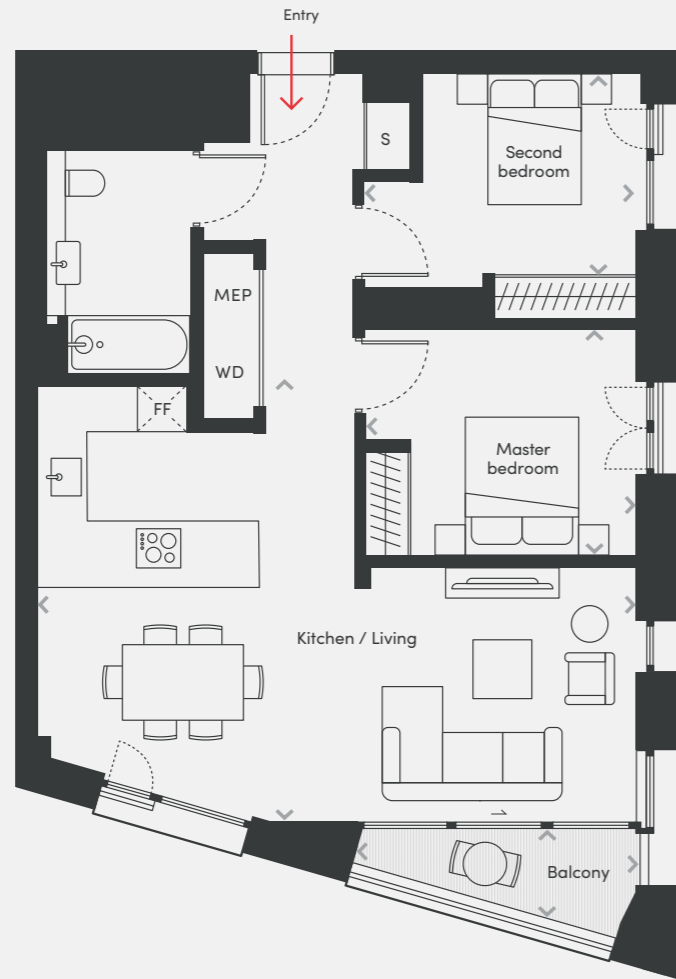 Entry
S
Second
bedroom
MEP
WD
FF
Master
bedroom
Kitchen / Living
Balcony